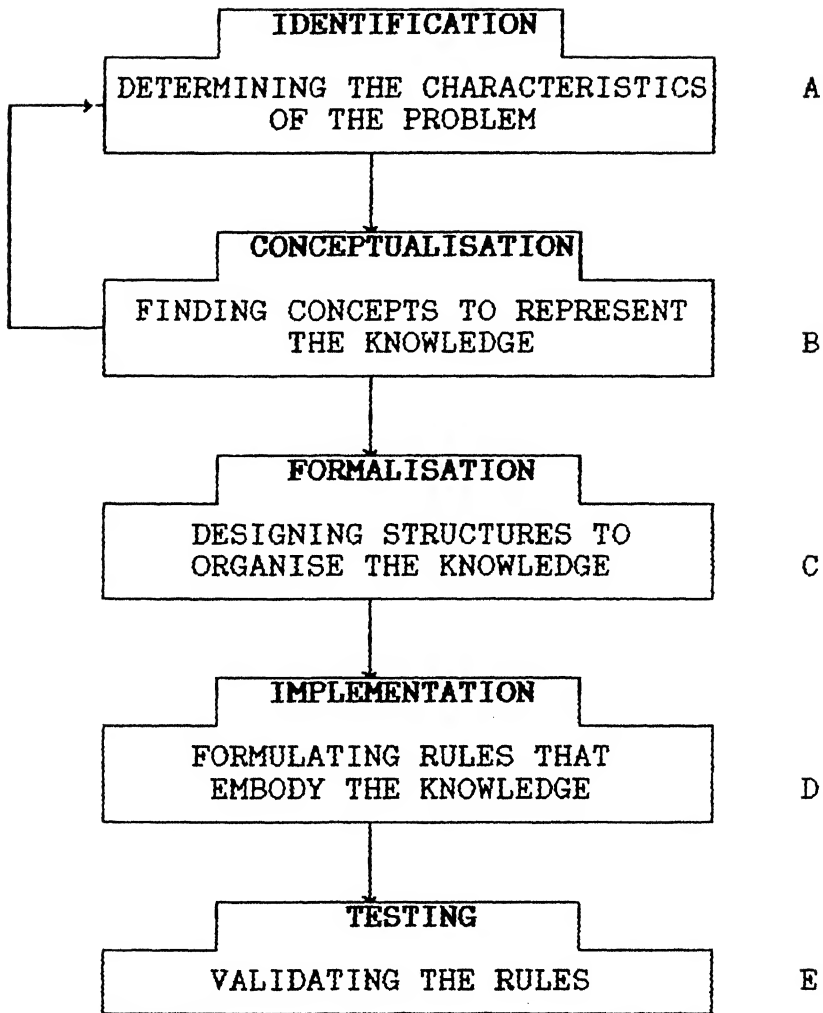 IDENTIFICATION
DETERMINING THE CHARACTERISTICS A
OF THE PROBLEM
CONCEPTUALISATION
FINDING CONCEPTS TO REPRESENT
THE KNOWLEDGE B
FORMALISATION
DESIGNING STRUCTURES TO
ORGANISE THE KNOWLEDGE C
IMPLEMENTATION
FORMULATING RULES THAT
EMBODY THE KNOWLEDGE D
TESTING
VALIDATING THE RULES E